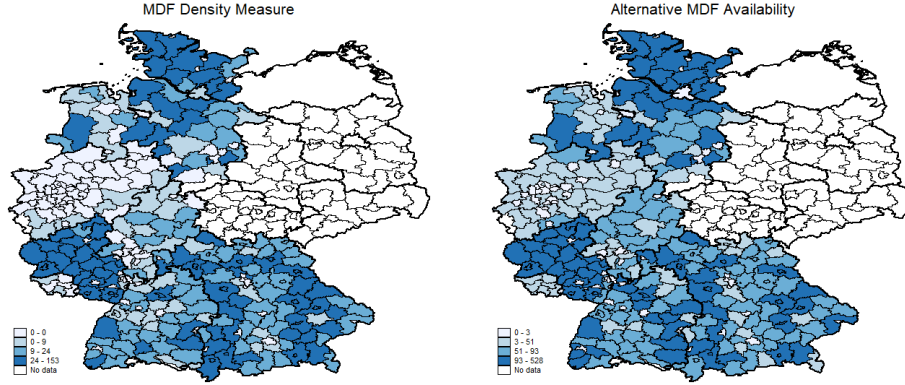 MDF Density Measure
0 - 0
0 - 9
9 - 24
24 - 153
No data
Alternative MDF Availability
0 - 3
3 - 51
51 - 93
93 - 528
No data